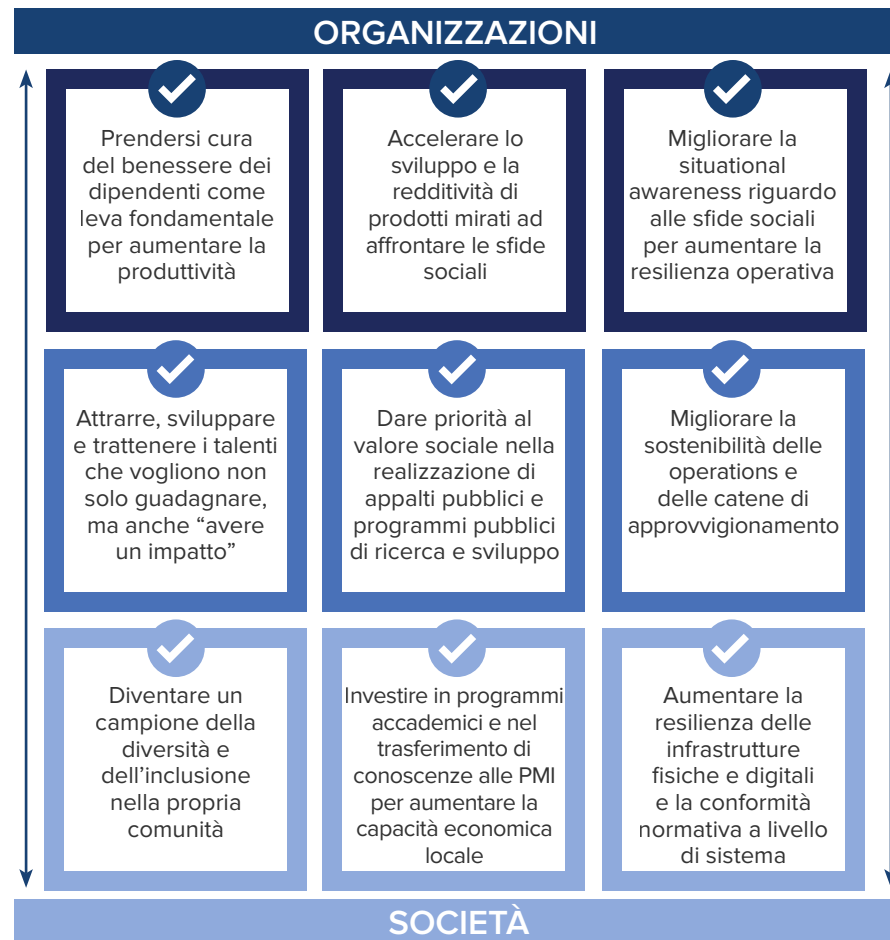 ORGANIZZAZIONI
Prendersi cura
del benessere dei
dipendenti come
leva fondamentale
per aumentare la
produttività
Accelerare lo
sviluppo e la
redditività di
prodotti mirati ad
affrontare le sfide
sociali
Migliorare la
situational
awareness riguardo
alle sfide sociali
per aumentare la
resilienza operativa
Attrarre, sviluppare
e trattenere i talenti
che vogliono non
solo guadagnare,
ma anche “avere
un impatto”
Dare priorità al
valore sociale nella
realizzazione di
appalti pubblici e
programmi pubblici
di ricerca e sviluppo
Migliorare la
sostenibilità delle
operations e
delle catene di
approvvigionamento
Diventare un
campione della
diversità e
dell’inclusione
nella propria
comunità
Investire in programmi
accademici e nel
trasferimento di
conoscenze alle PMI
per aumentare la
capacità economica
locale
Aumentare la
resilienza delle
infrastrutture
fisiche e digitali
e la conformità
normativa a livello
di sistema
SOCIETÀ